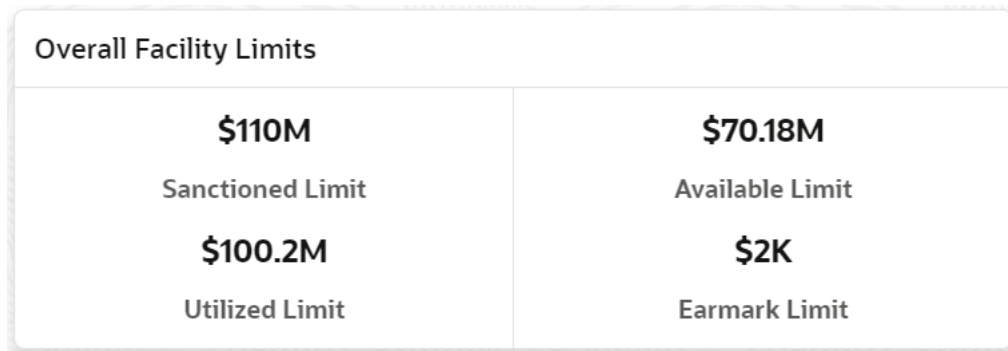 Overall Facility Limits
$110M
Sanctioned Limit
$70.18M
Available Limit
$100.2M
Utilized Limit
$2K
Earmark Limit